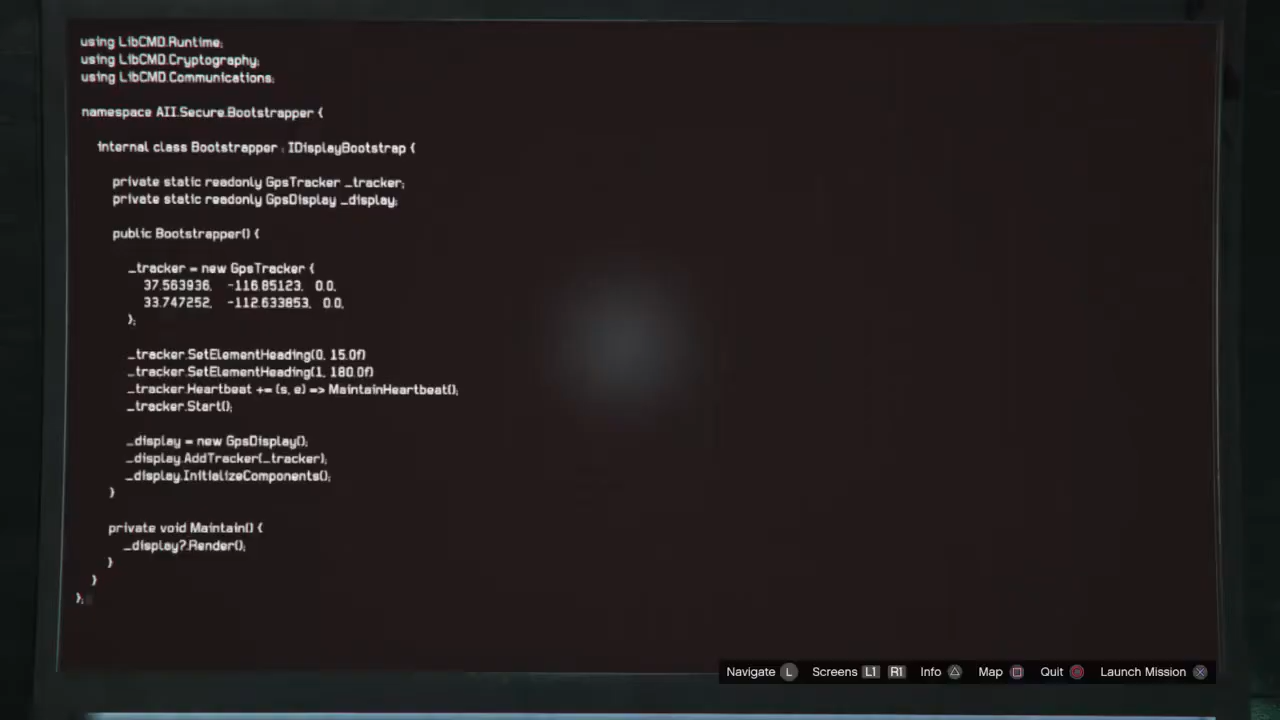 using LibCMD.Runtime;
using LibCMD.Cryptography;
using LibCMD.Communications;
namespace AII.Secure.Bootstrapper {
internal class Bootstrapper : IDisplayBootstrap {
private static readonly GpsTracker _tracker;
private static readonly GpsDisplay _display;
public Bootstrapper() {
_tracker = new GpsTracker {
37.563936, -116.85123, 0.0,
33.747252, -112.633853, 0.0,
};
_tracker.SetElementHeading(0, 15.0f)
_tracker.SetElementHeading(1, 180.0f)
_tracker.Heartbeat += (s, e) => MaintainHeartbeat();
_tracker.Start();
_display = new GpsDisplay();
_display.AddTracker(_tracker);
_display.InitializeComponents();
}
private void Maintain() {
_display?.Render();
}
}
};
Navigate L Screens L1 R1 Info Map Quit Launch Mission